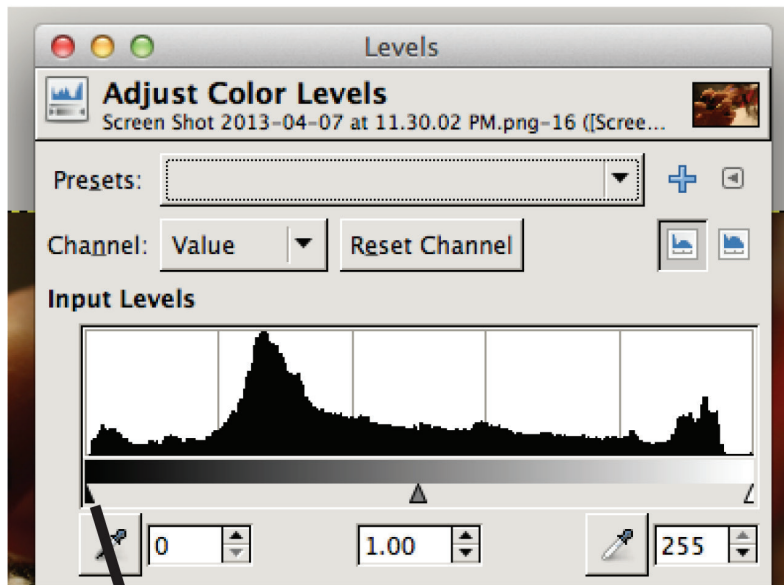 Levels
Adjust Color Levels
Screen Shot 2013-04-07 at 11.30.02 PM.png-16 ([Scree...
Presets:
Channel: Value Reset Channel
Input Levels
0 1.00 255